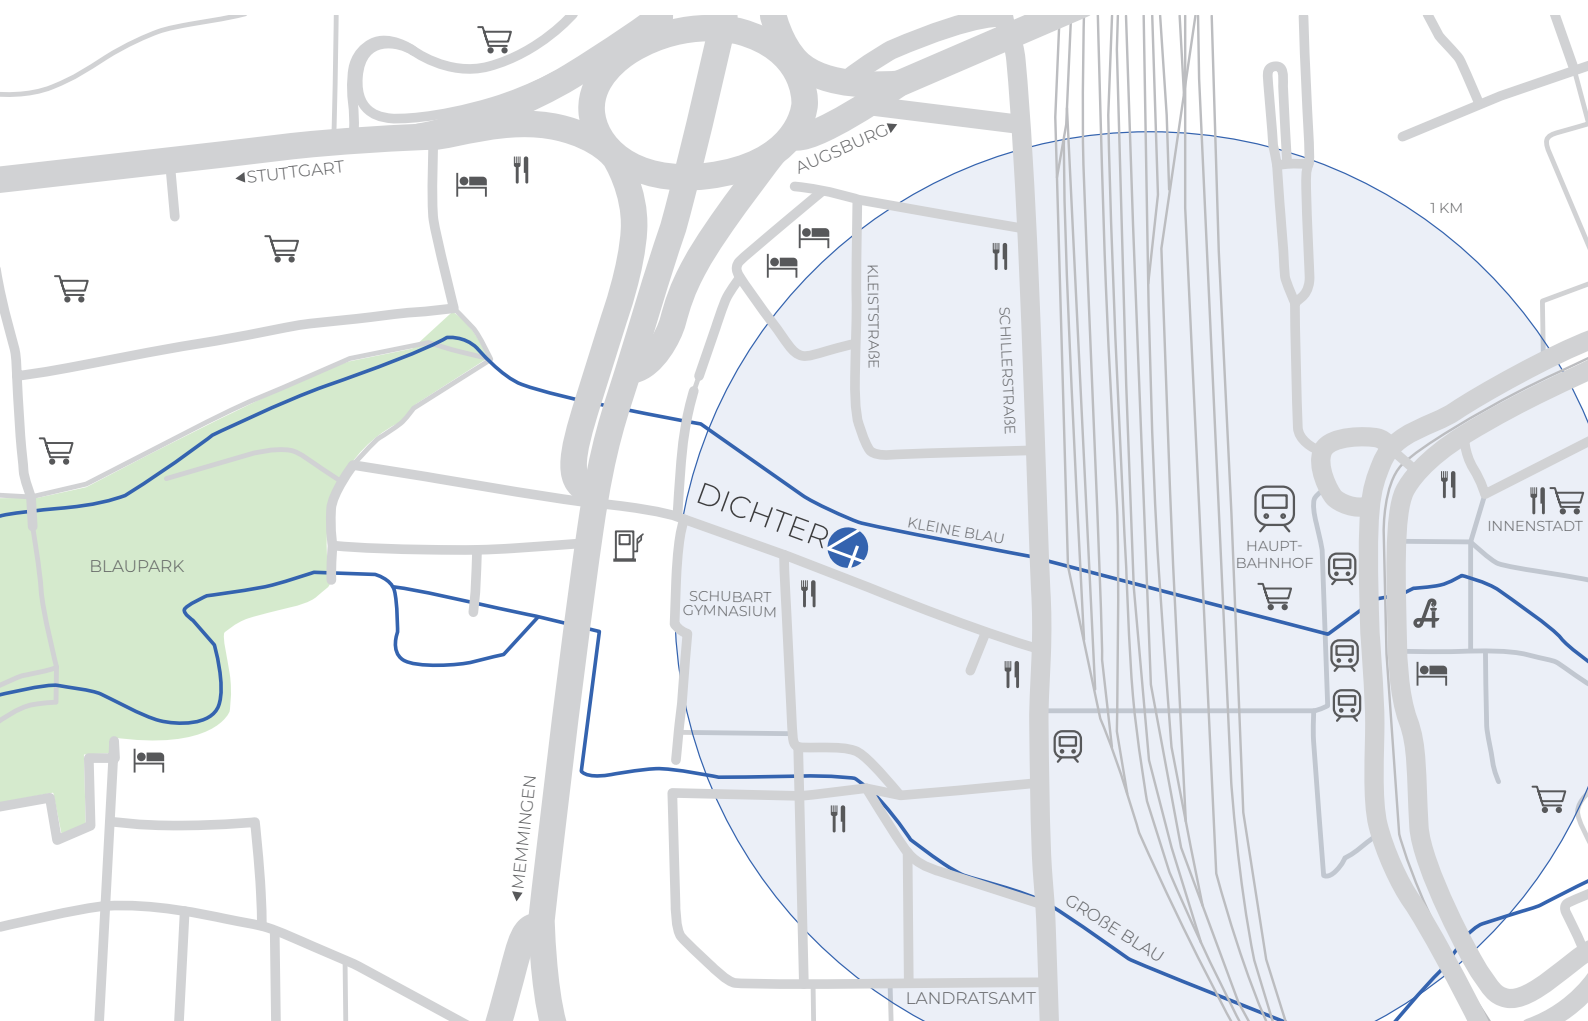 STUTTGART
AUGSBURG
1 KM
KLEISTSTRAßE
SCHILLERSTRAßE
DICHTER 4
KLEINE BLAU
INNENSTADT
HAUPT-
BAHNHOF
BLAUPARK
SCHUBART
GYMNASIUM
MEMMINGEN
GROßE BLAU
LANDRATSAMT